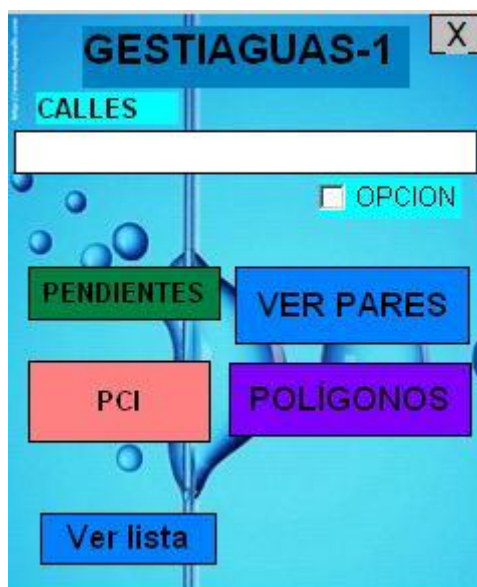 GESTIAGUAS-1
X
CALLES
OPCION
PENDIENTES
VER PARES
PCI
POLÍGONOS
Ver lista